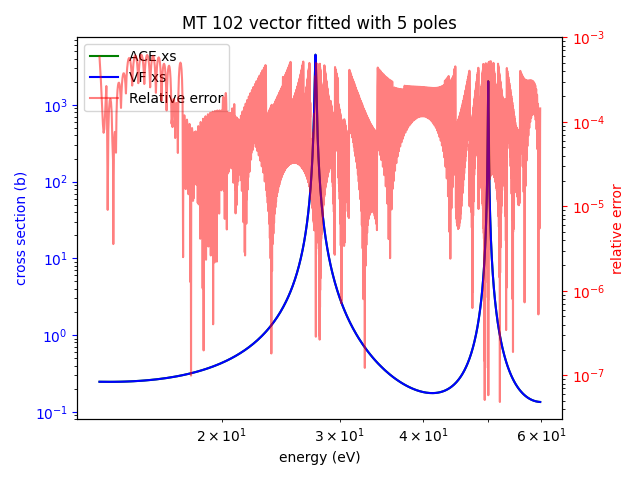 MT 102 vector fitted with 5 poles
ACE xs
VF xs
Relative error
cross section (b)
10³
10²
10¹
10⁰
10⁻¹
10⁻³
10⁻⁴
10⁻⁵
10⁻⁶
10⁻⁷
relative error
2×10¹ 3×10¹ 4×10¹ 6×10¹
energy (eV)